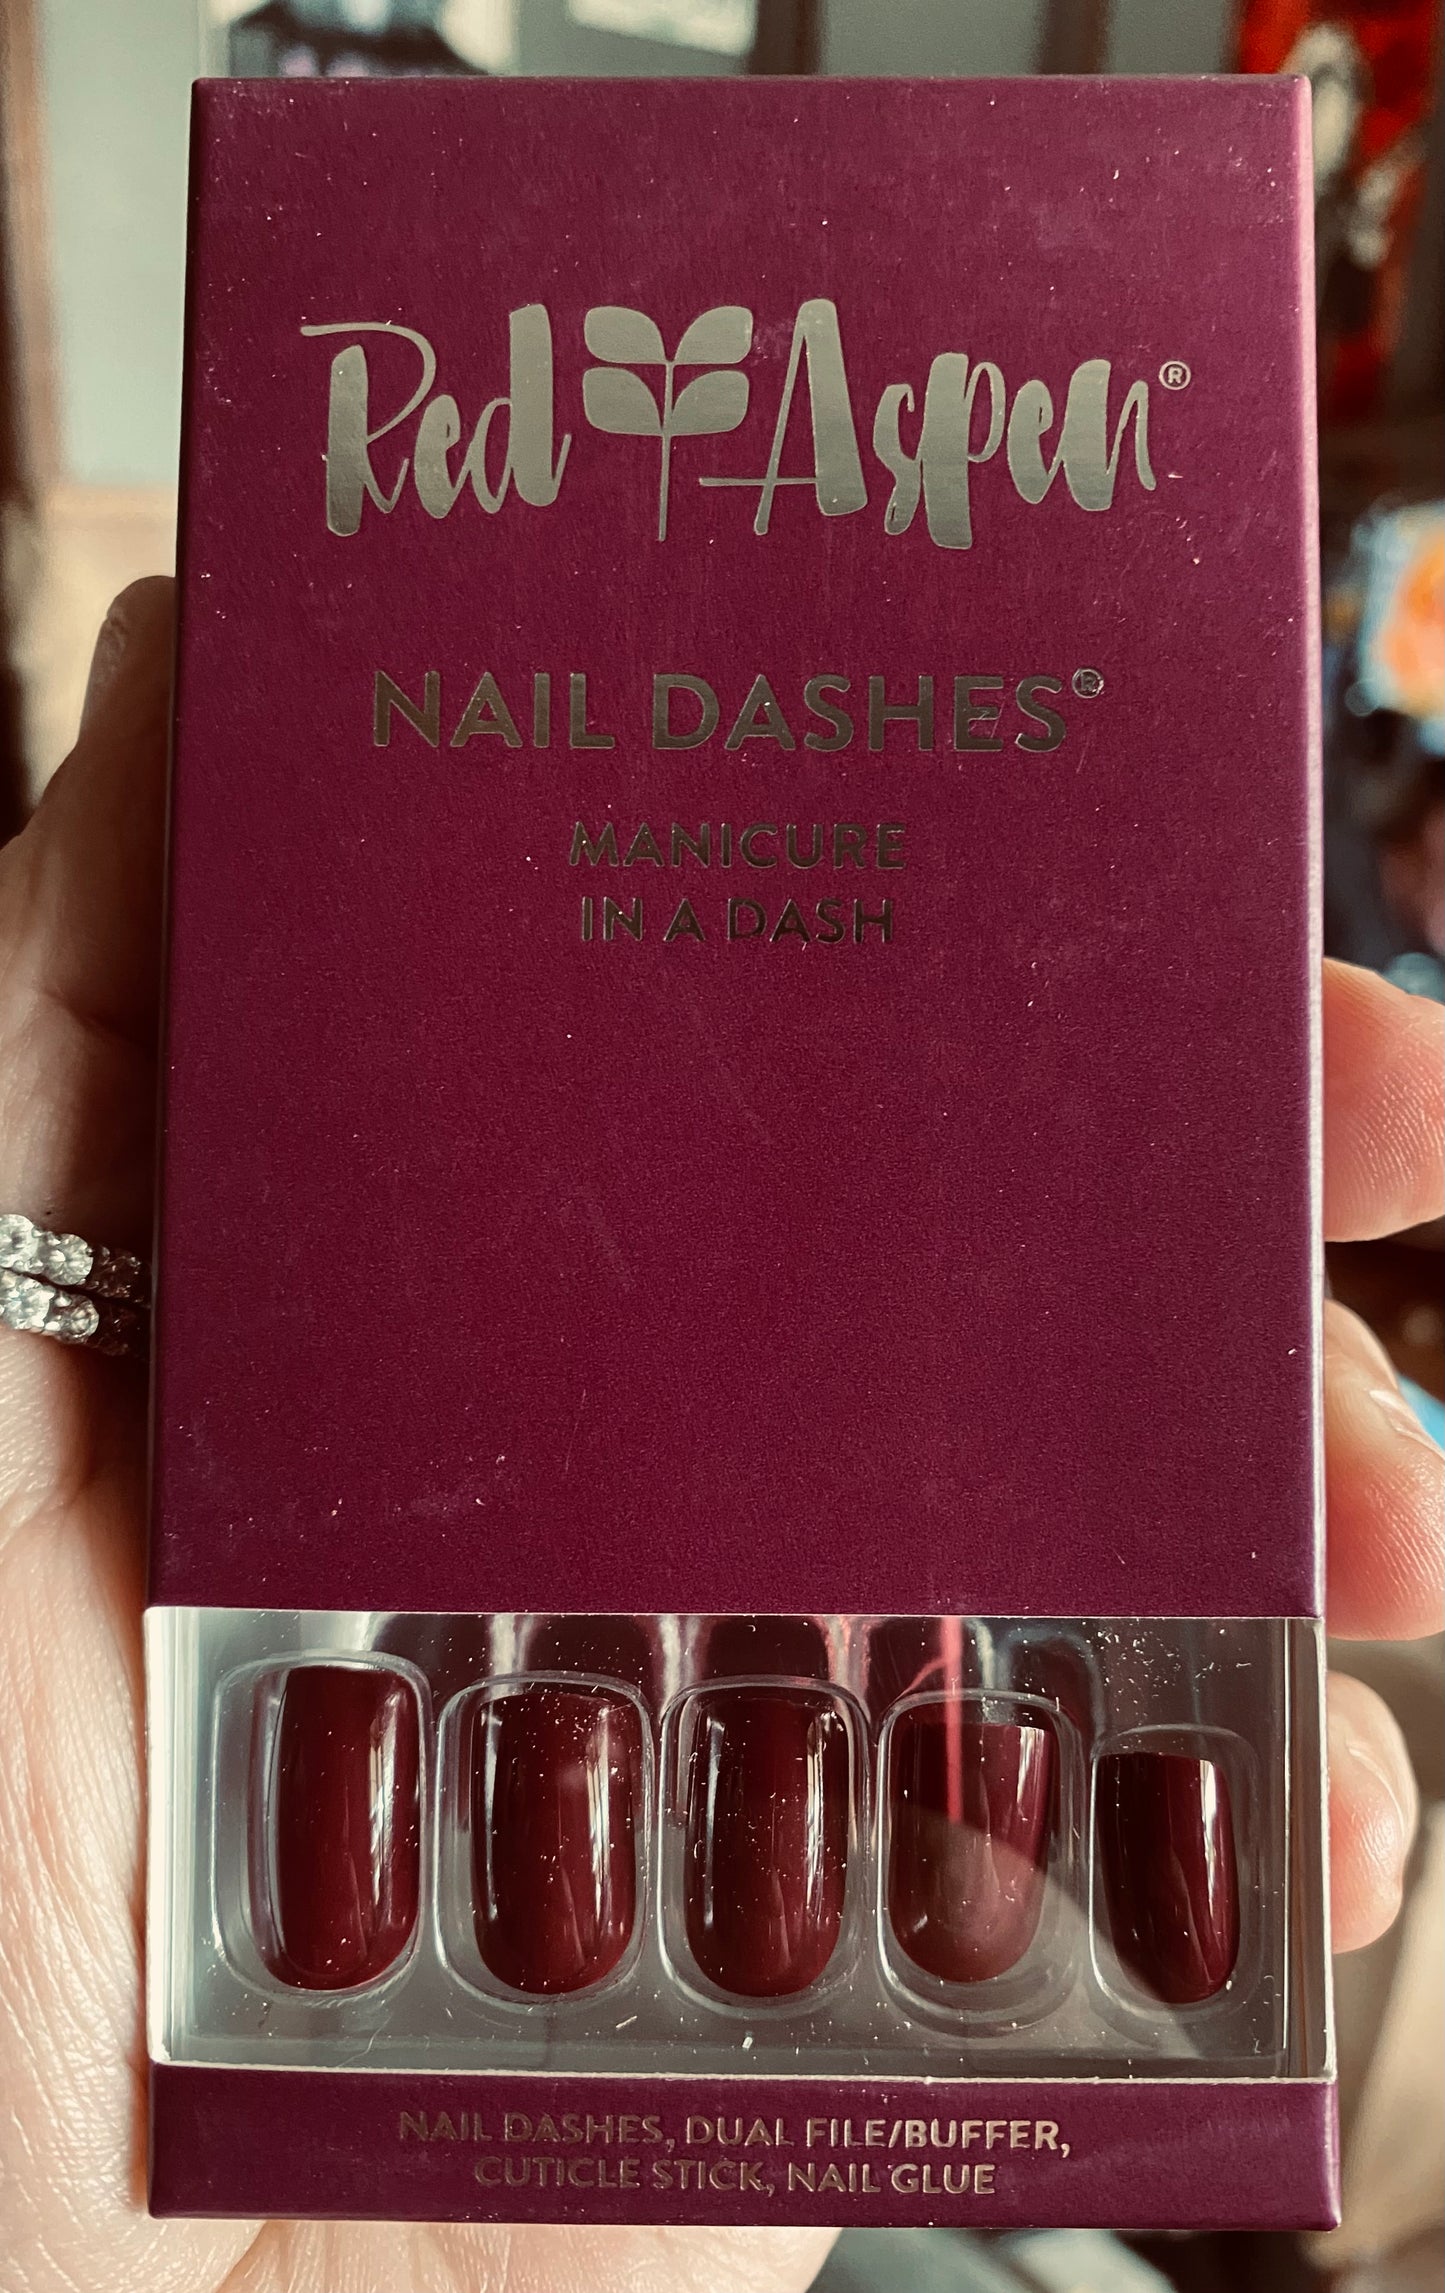 Red Aspen®
NAIL DASHES®
MANICURE
IN A DASH
NAIL DASHES, DUAL FILE/BUFFER,
CUTICLE STICK, NAIL GLUE